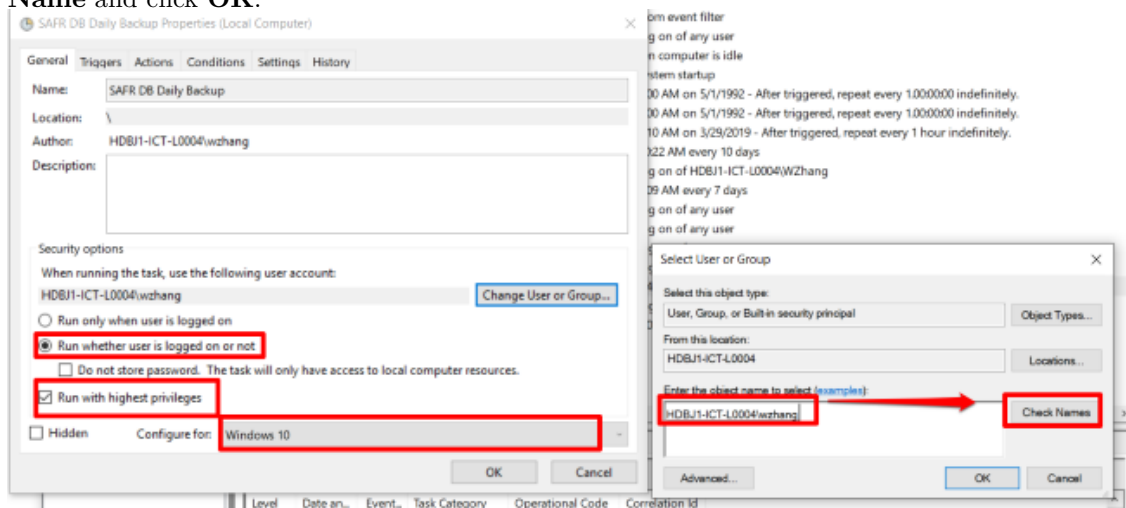 Name and click OK.
SAFR DB Daily Backup Properties (Local Computer)
General Triggers Actions Conditions Settings History
Name: SAFR DB Daily Backup
Location: \
Author: HDBJ1-ICT-L0004\wzhang
Description:
Security options
When running the task, use the following user account:
HDBJ1-ICT-L0004\wzhang
Change User or Group...
Run only when user is logged on
Run whether user is logged on or not
Do not store password. The task will only have access to local computer resources.
Run with highest privileges
Hidden
Configure for: Windows 10
OK Cancel
om event filter
g on of any user
n computer is idle
stem startup
00 AM on 5/1/1992 - After triggered, repeat every 1.00:00:00 indefinitely.
00 AM on 5/1/1992 - After triggered, repeat every 1.00:00:00 indefinitely.
10 AM on 3/29/2019 - After triggered, repeat every 1 hour indefinitely.
:22 AM every 10 days
g on of HDBJ1-ICT-L0004\WZhang
09 AM every 7 days
g on of any user
g on of any user
Select User or Group
Select this object type:
User, Group, or Built-in security principal
Object Types...
From this location:
HDBJ1-ICT-L0004
Locations...
Enter the object name to select (examples):
HDBJ1-ICT-L0004\wzhang
Check Names
Advanced...
OK Cancel
Level Date an... Event... Task Category Operational Code Correlation Id